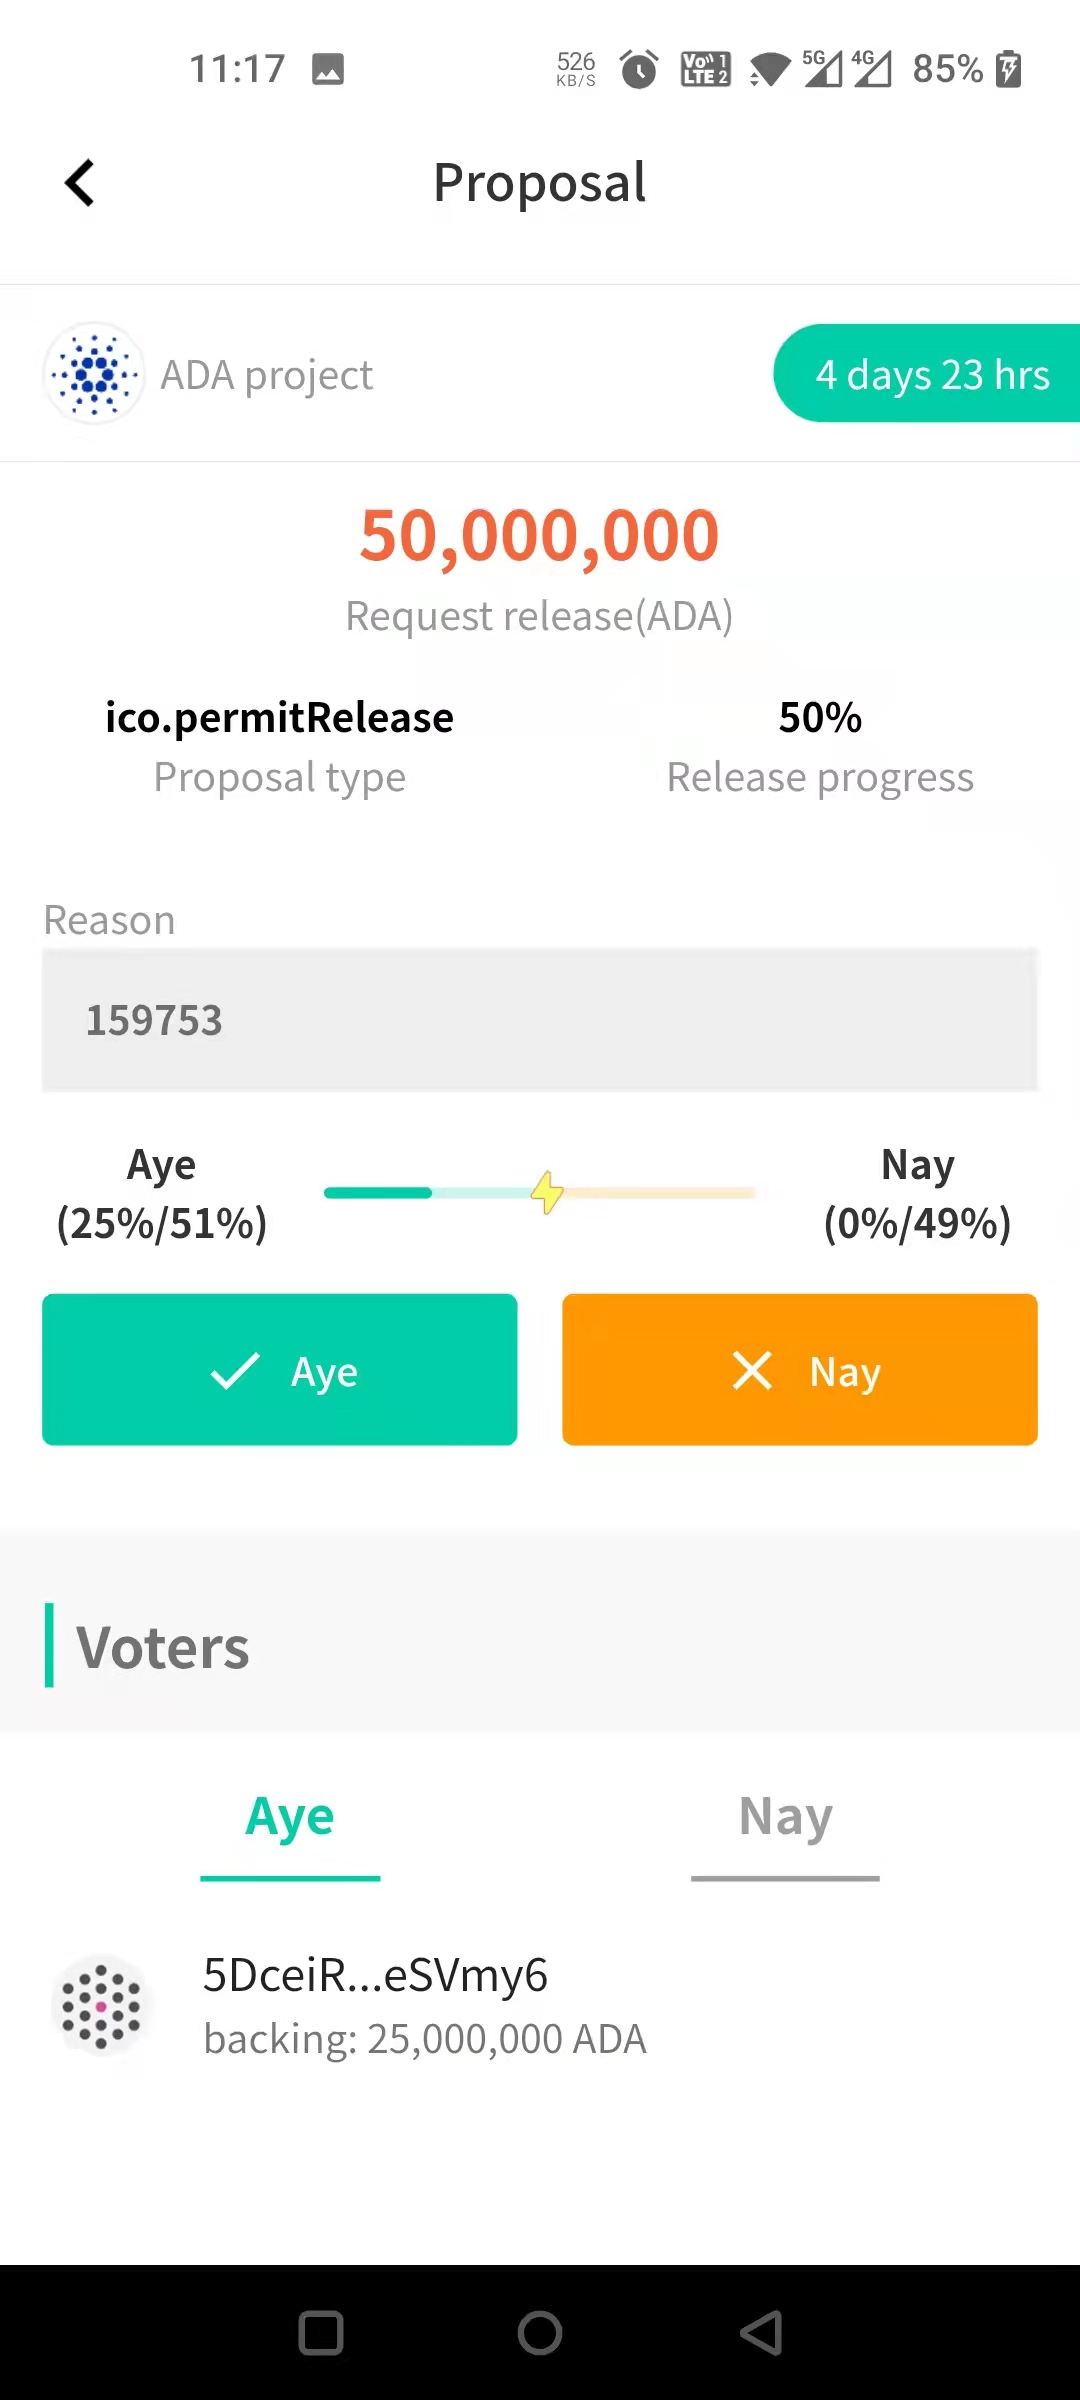 11:17 526 KB/S Vo)) 1 LTE 2 5G 4G 85%
Proposal
ADA project 4 days 23 hrs
50,000,000
Request release(ADA)
ico.permitRelease 50%
Proposal type Release progress
Reason
159753
Aye Nay
(25%/51%) (0%/49%)
Aye Nay
Voters
Aye Nay
5DceiR...eSVmy6
backing: 25,000,000 ADA